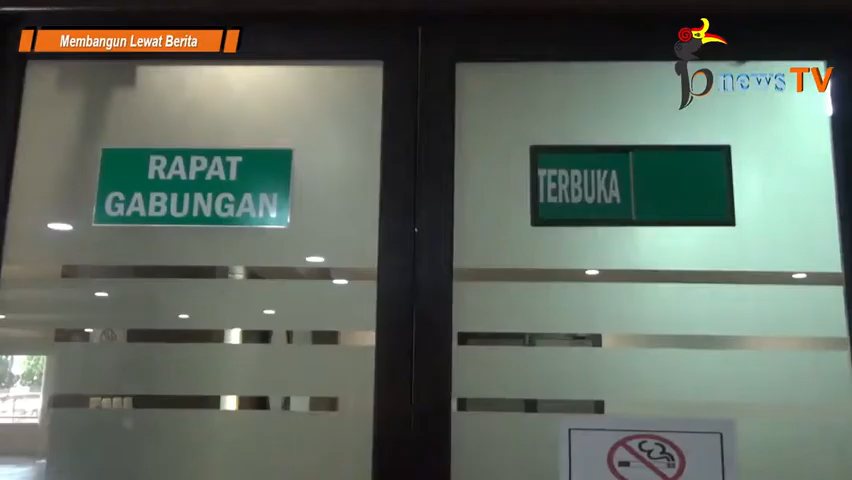 Membangun Lewat Berita
b news TV
RAPAT
GABUNGAN
TERBUKA